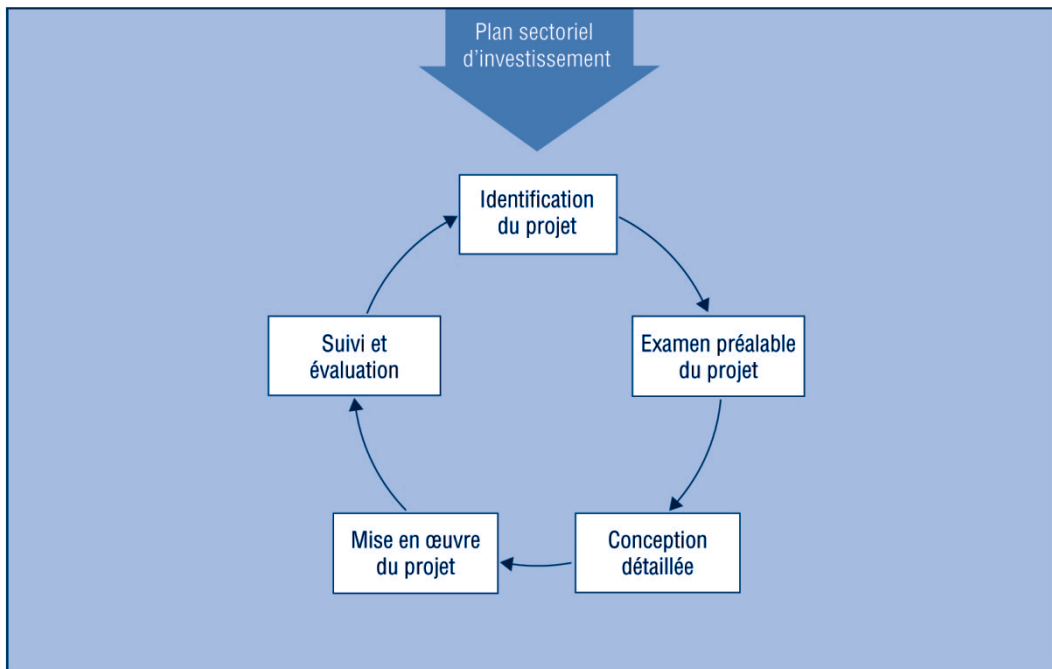 Plan sectoriel
d'investissement
Identification
du projet
Suivi et
évaluation
Examen préalable
du projet
Mise en œuvre
du projet
Conception
détaillée